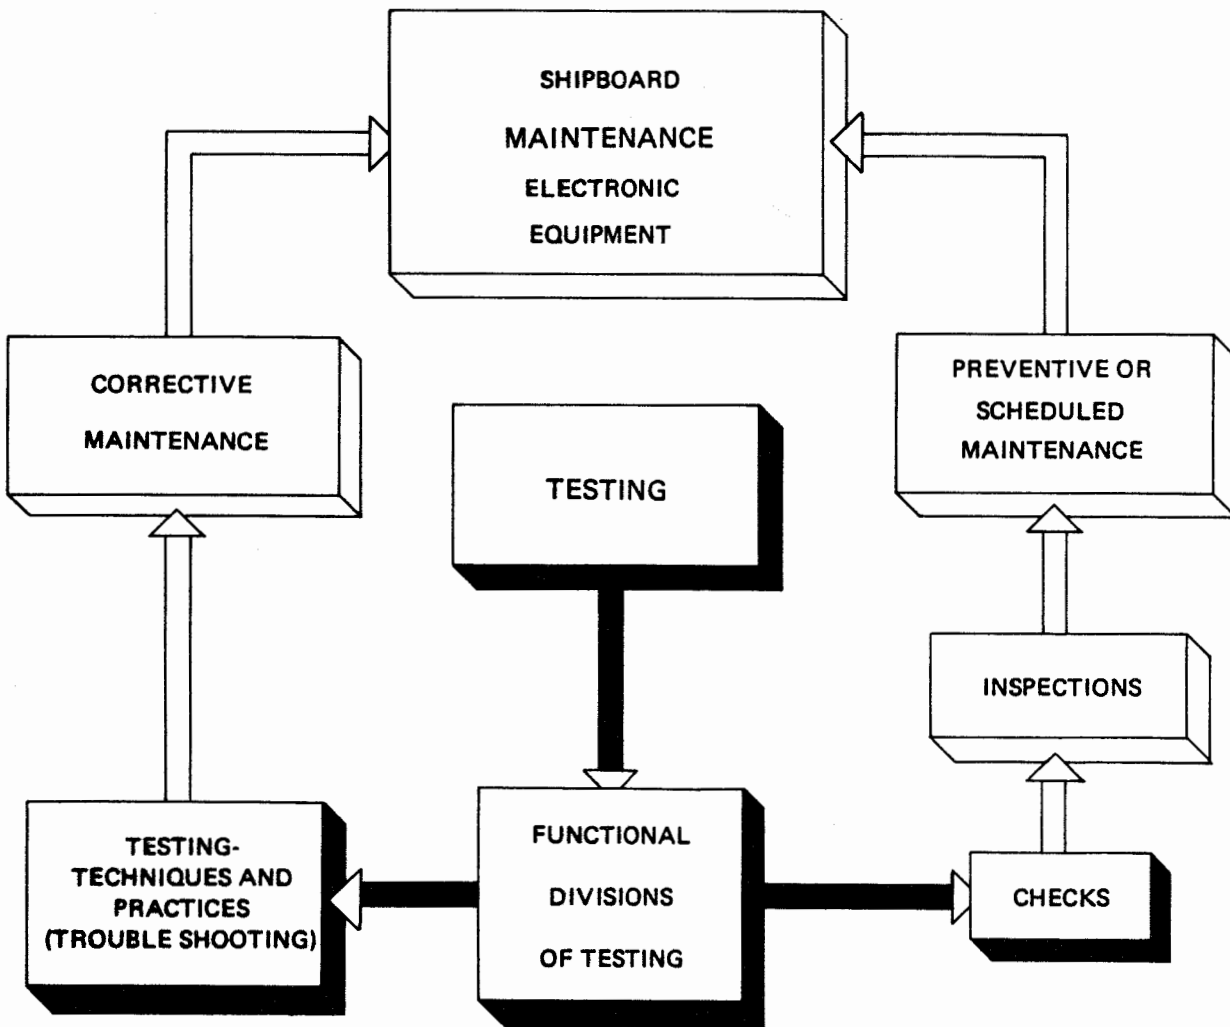 SHIPBOARD
MAINTENANCE
ELECTRONIC
EQUIPMENT
CORRECTIVE
MAINTENANCE
PREVENTIVE OR
SCHEDULED
MAINTENANCE
TESTING
INSPECTIONS
TESTING-
TECHNIQUES AND
PRACTICES
(TROUBLE SHOOTING)
FUNCTIONAL
DIVISIONS
OF TESTING
CHECKS